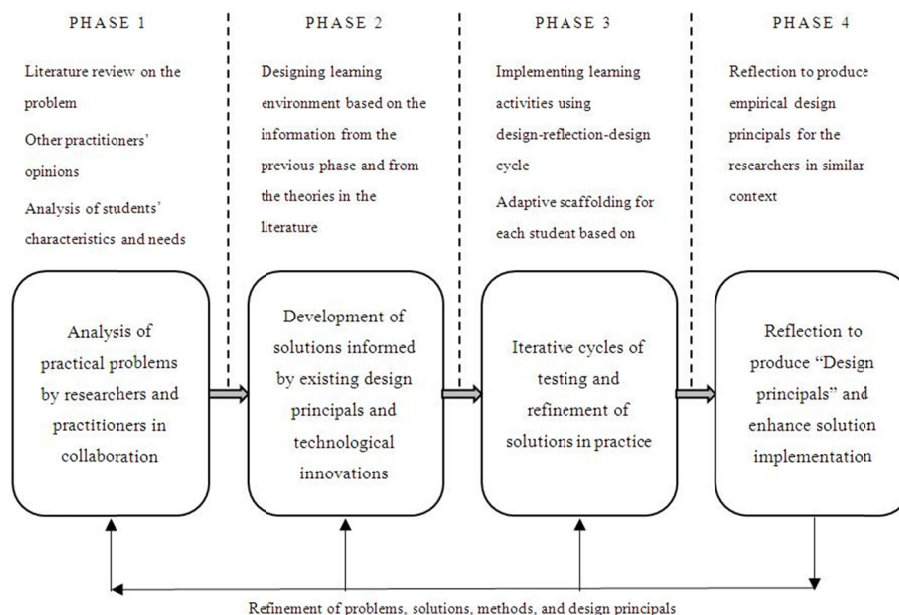 PHASE 1
Literature review on the
problem
Other practitioners'
opinions
Analysis of students'
characteristics and needs
PHASE 2
Designing learning
environment based on the
information from the
previous phase and from
the theories in the
literature
PHASE 3
Implementing learning
activities using
design-reflection-design
cycle
Adaptive scaffolding for
each student based on
PHASE 4
Reflection to produce
empirical design
principals for the
researchers in similar
context
Analysis of
practical problems
by researchers and
practitioners in
collaboration
Development of
solutions informed
by existing design
principals and
technological
innovations
Iterative cycles of
testing and
refinement of
solutions in practice
Reflection to
produce “Design
principals” and
enhance solution
implementation
Refinement of problems, solutions, methods, and design principals